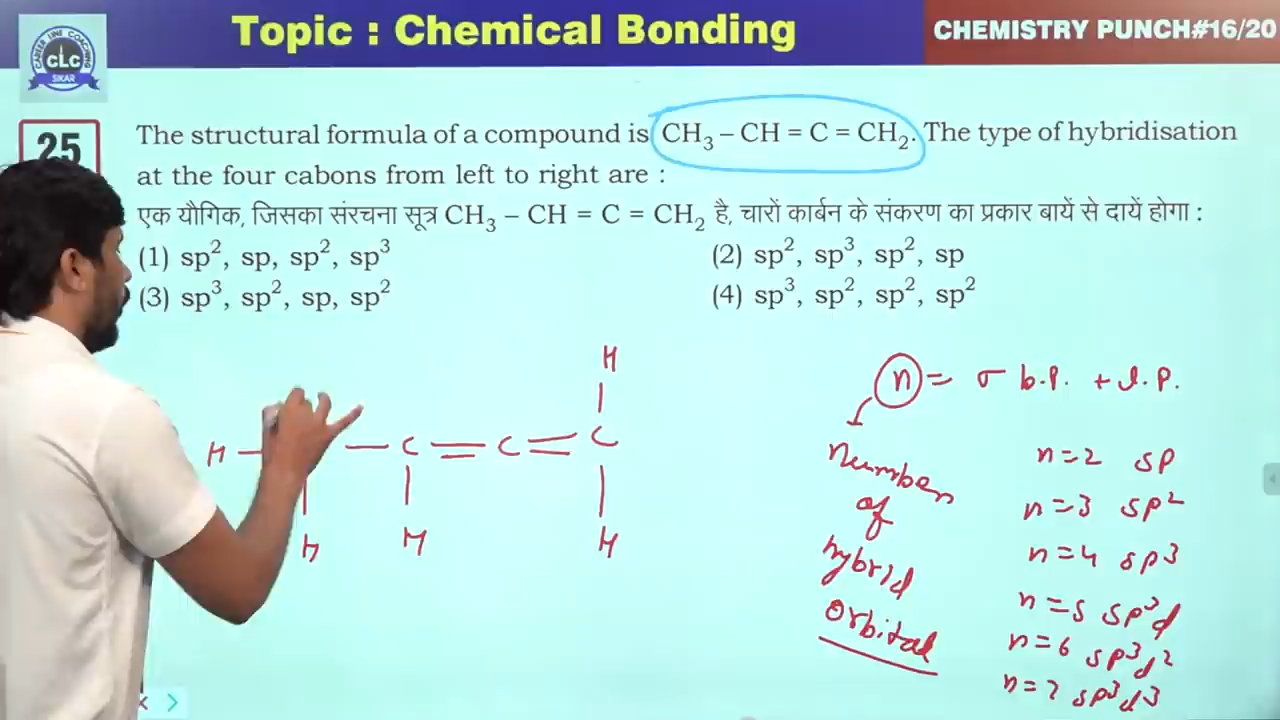 Topic : Chemical Bonding
CHEMISTRY PUNCH#16/20
CAREER LINE COACHING
CLC
SIKAR
25
The structural formula of a compound is CH₃ – CH = C = CH₂. The type of hybridisation
at the four cabons from left to right are :
एक यौगिक, जिसका संरचना सूत्र CH₃ – CH = C = CH₂ है, चारों कार्बन के संकरण का प्रकार बायें से दायें होगा :
(1) sp², sp, sp², sp³
(2) sp², sp³, sp², sp
(3) sp³, sp², sp, sp²
(4) sp³, sp², sp², sp²
H
H – – C = C = C
H H H
n = σ b.p. + l.p.
Number
of
hybrid
orbital
n=2 sp
n=3 sp²
n=4 sp³
n=5 sp³d
n=6 sp³d²
n=7 sp³d³